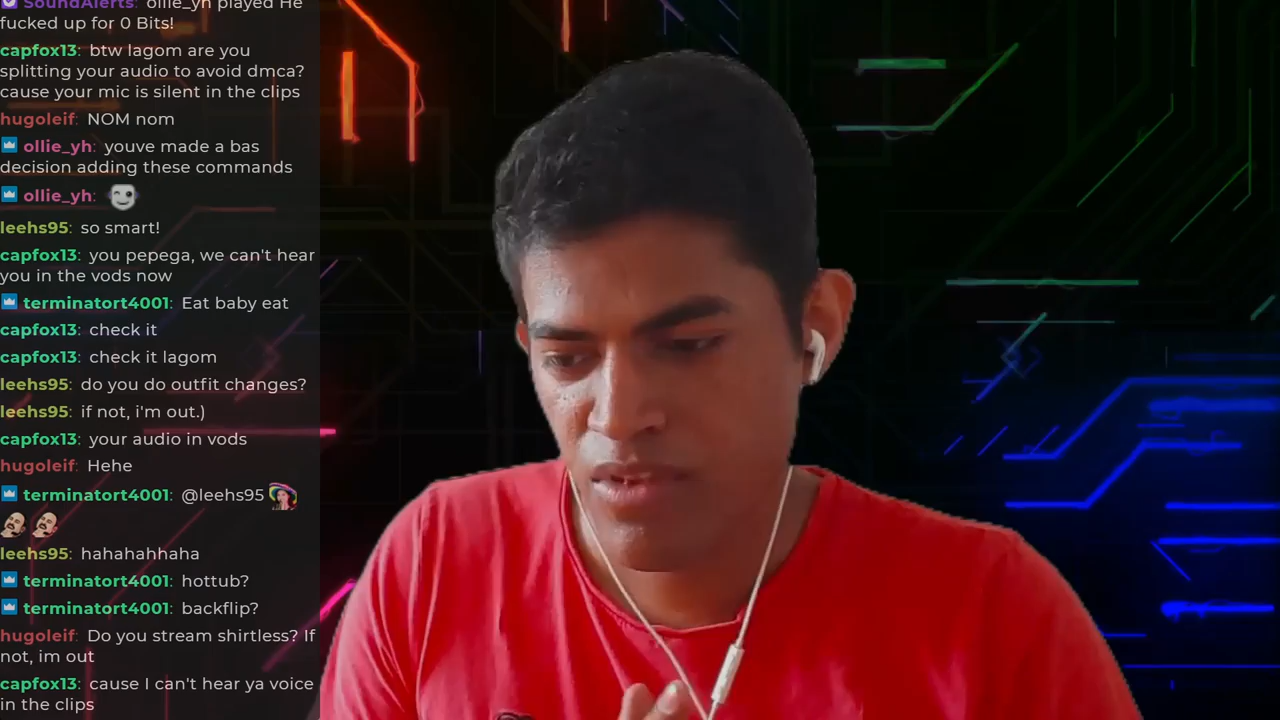 SoundAlerts: ollie_yh played He
fucked up for 0 Bits!
capfox13: btw lagom are you
splitting your audio to avoid dmca?
cause your mic is silent in the clips
hugoleif: NOM nom
ollie_yh: youve made a bas
decision adding these commands
ollie_yh:
leehs95: so smart!
capfox13: you pepega, we can't hear
you in the vods now
terminatort4001: Eat baby eat
capfox13: check it
capfox13: check it lagom
leehs95: do you do outfit changes?
leehs95: if not, i'm out.)
capfox13: your audio in vods
hugoleif: Hehe
terminatort4001: @leehs95
leehs95: hahahahhaha
terminatort4001: hottub?
terminatort4001: backflip?
hugoleif: Do you stream shirtless? If
not, im out
capfox13: cause I can't hear ya voice
in the clips